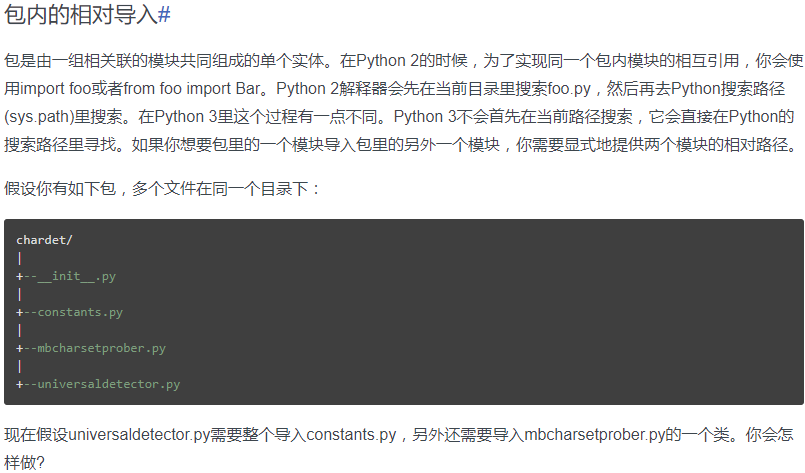 包内的相对导入#
包是由一组相关联的模块共同组成的单个实体。在Python 2的时候，为了实现同一个包内模块的相互引用，你会使
用import foo或者from foo import Bar。Python 2解释器会先在当前目录里搜索foo.py，然后再去Python搜索路径
(sys.path)里搜索。在Python 3里这个过程有一点不同。Python 3不会首先在当前路径搜索，它会直接在Python的
搜索路径里寻找。如果你想要包里的一个模块导入包里的另外一个模块，你需要显式地提供两个模块的相对路径。
假设你有如下包，多个文件在同一个目录下：
chardet/
|
+--__init__.py
|
+--constants.py
|
+--mbcharsetprober.py
|
+--universaldetector.py
现在假设universaldetector.py需要整个导入constants.py，另外还需要导入mbcharsetprober.py的一个类。你会怎
样做?